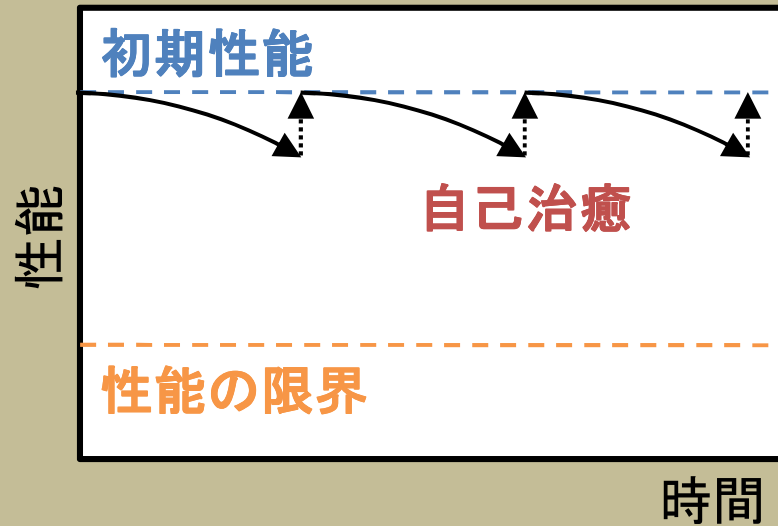 初期性能
自己治癒
性能
性能の限界
時間